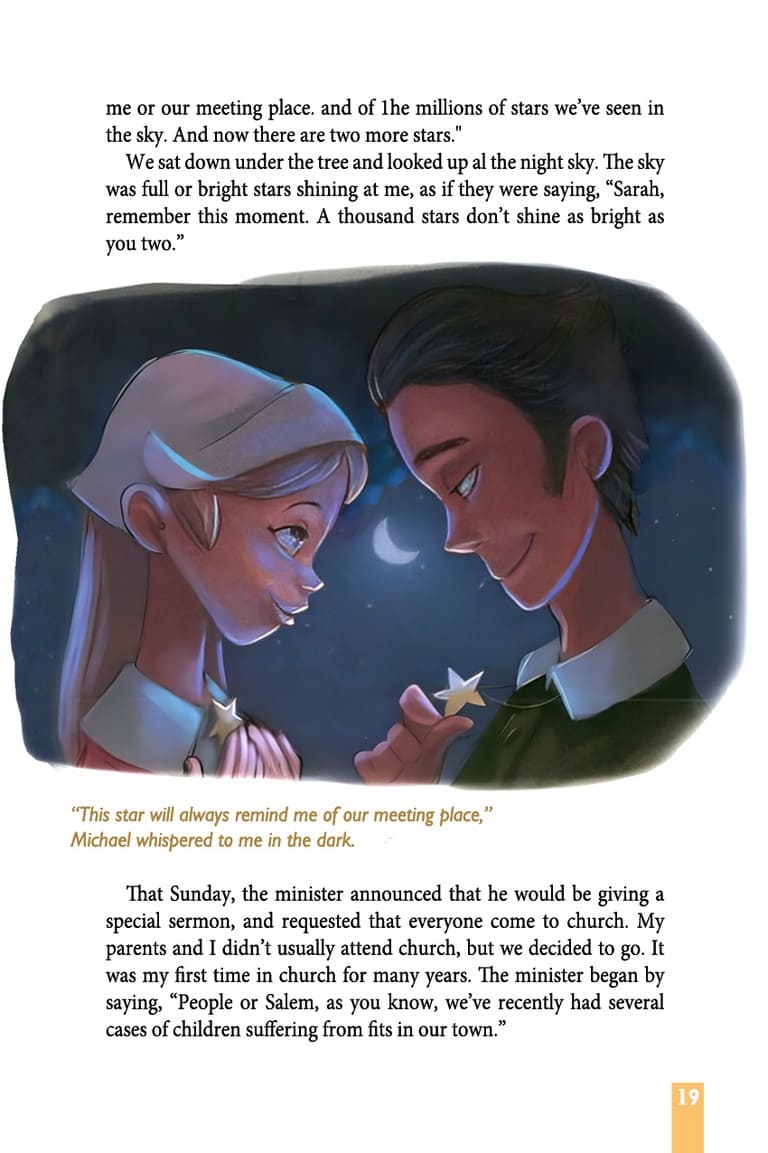 me or our meeting place. and of 1he millions of stars we’ve seen in
the sky. And now there are two more stars."
We sat down under the tree and looked up al the night sky. The sky
was full or bright stars shining at me, as if they were saying, “Sarah,
remember this moment. A thousand stars don’t shine as bright as
you two.”
“This star will always remind me of our meeting place,”
Michael whispered to me in the dark.
That Sunday, the minister announced that he would be giving a
special sermon, and requested that everyone come to church. My
parents and I didn’t usually attend church, but we decided to go. It
was my first time in church for many years. The minister began by
saying, “People or Salem, as you know, we’ve recently had several
cases of children suffering from fits in our town.”
19